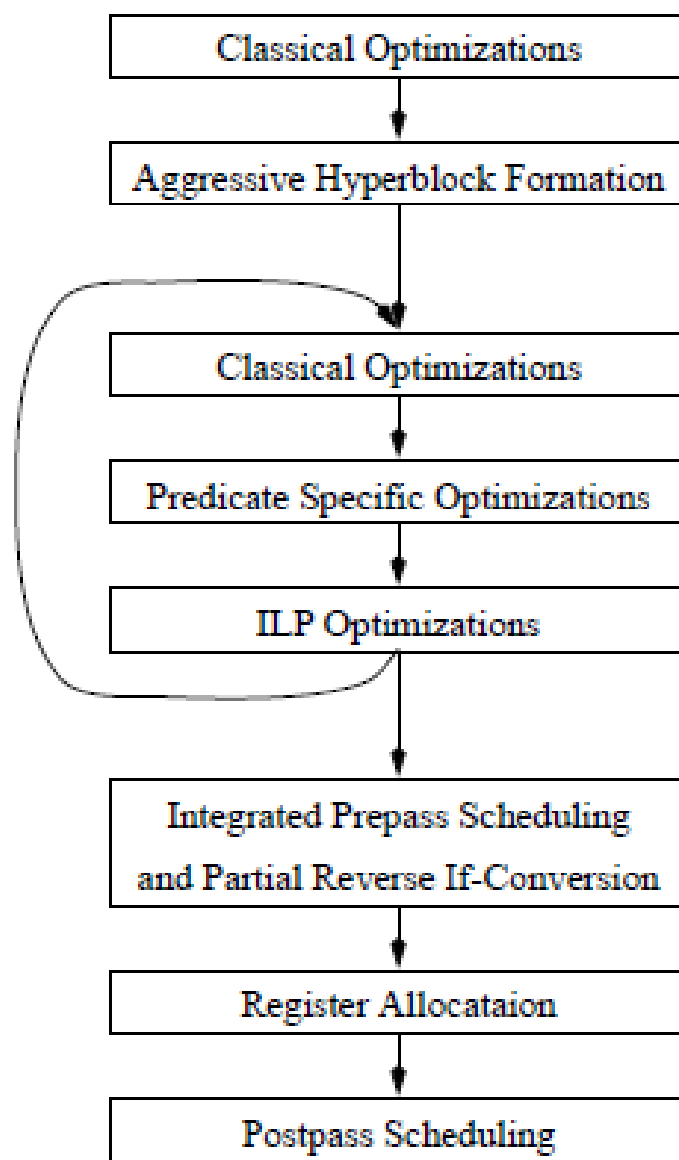 Classical Optimizations
Aggressive Hyperblock Formation
Classical Optimizations
Predicate Specific Optimizations
ILP Optimizations
Integrated Prepass Scheduling
and Partial Reverse If-Conversion
Register Allocataion
Postpass Scheduling